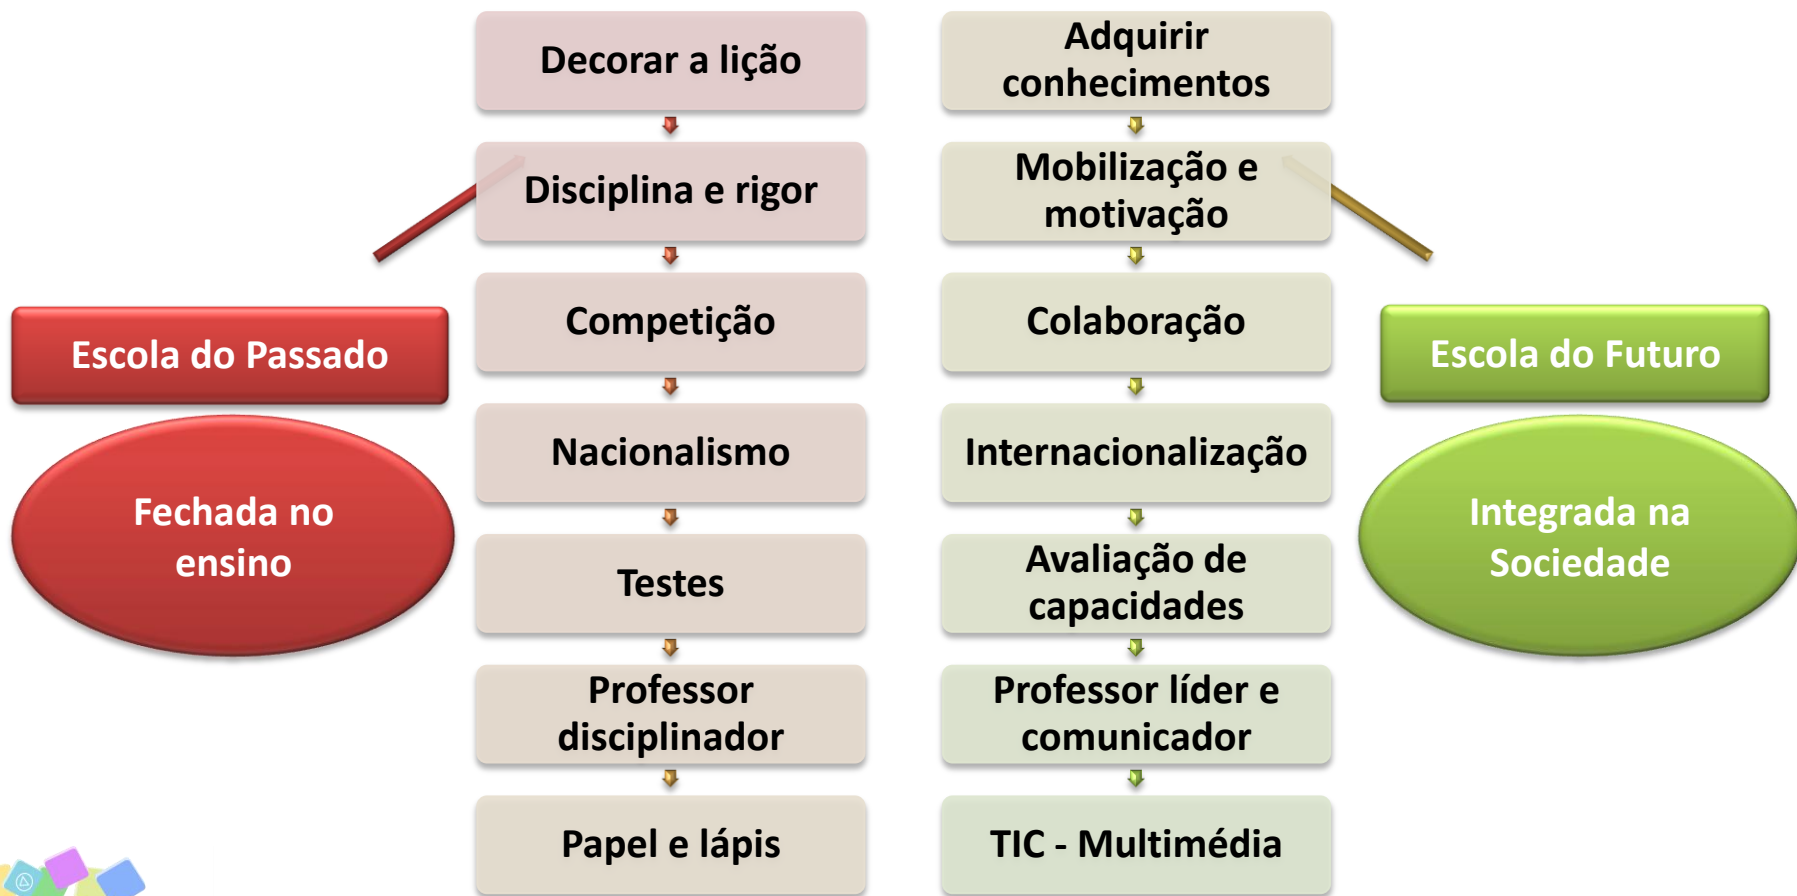 Escola do Passado
Fechada no
ensino
Decorar a lição
Disciplina e rigor
Competição
Nacionalismo
Testes
Professor
disciplinador
Papel e lápis
Adquirir
conhecimentos
Mobilização e
motivação
Colaboração
Internacionalização
Avaliação de
capacidades
Professor líder e
comunicador
TIC - Multimédia
Escola do Futuro
Integrada na
Sociedade